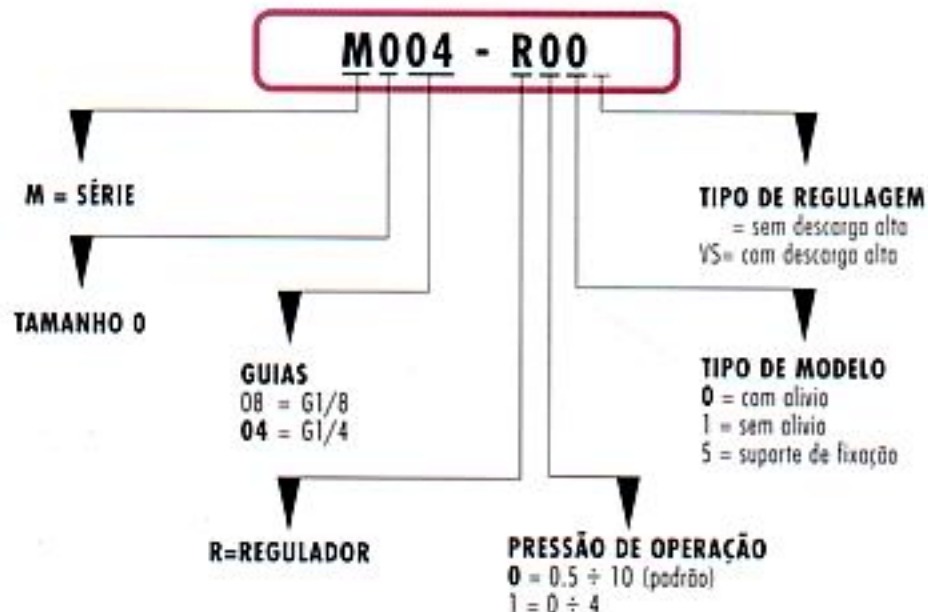 M004 - R00
M = SÉRIE
TAMANHO 0
GUIAS
08 = G1/8
04 = G1/4
R=REGULADOR
PRESSÃO DE OPERAÇÃO
0 = 0.5 ÷ 10 (padrão)
1 = 0 ÷ 4
TIPO DE REGULAGEM
= sem descarga alta
VS= com descarga alta
TIPO DE MODELO
0 = com alivio
1 = sem alivio
5 = suporte de fixação